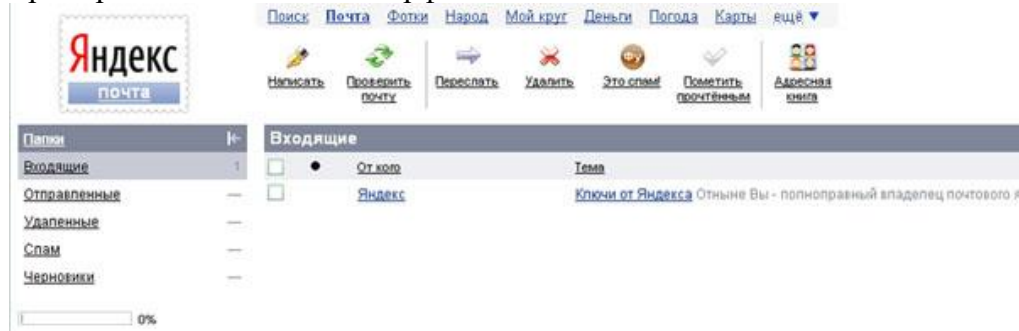 Поиск Почта Фотки Народ Мой круг Деньги Погода Карты ещё ▼
Яндекс
почта
Написать Проверить почту Переслать Удалить Это спам! Пометить прочтённым Адресная книга
Папки
Входящие 1
Отправленные —
Удаленные —
Спам —
Черновики —
0%
Входящие
От кого Тема
Яндекс Ключи от Яндекса Отныне Вы - полноправный владелец почтового я